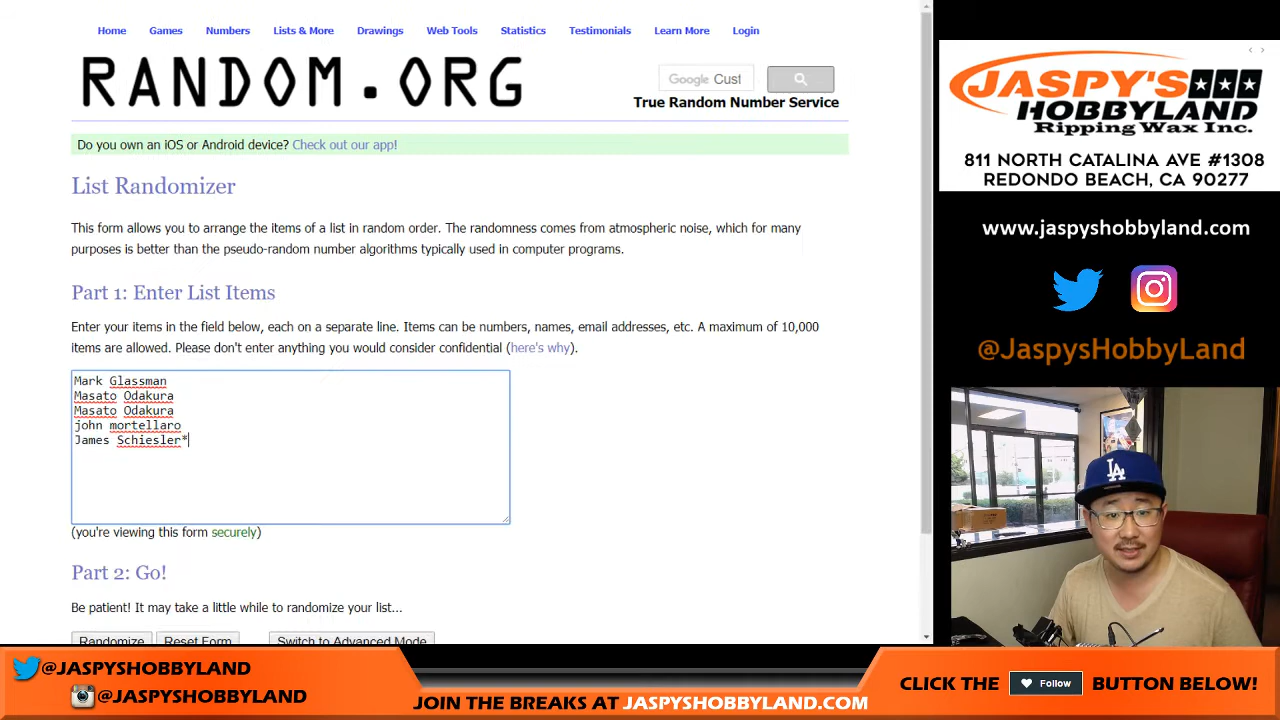 Home Games Numbers Lists & More Drawings Web Tools Statistics Testimonials Learn More Login
RANDOM.ORG
Google Cust
True Random Number Service
Do you own an iOS or Android device? Check out our app!
List Randomizer
This form allows you to arrange the items of a list in random order. The randomness comes from atmospheric noise, which for many
purposes is better than the pseudo-random number algorithms typically used in computer programs.
Part 1: Enter List Items
Enter your items in the field below, each on a separate line. Items can be numbers, names, email addresses, etc. A maximum of 10,000
items are allowed. Please don't enter anything you would consider confidential (here's why).
Mark Glassman
Masato Odakura
Masato Odakura
john mortellaro
James Schiesler*
(you're viewing this form securely)
Part 2: Go!
Be patient! It may take a little while to randomize your list...
Randomize Reset Form Switch to Advanced Mode
JASPY'S
HOBBYLAND
Ripping Wax Inc.
811 NORTH CATALINA AVE #1308
REDONDO BEACH, CA 90277
www.jaspyshobbyland.com
@JaspysHobbyLand
LA
@JASPYSHOBBYLAND
@JASPYSHOBBYLAND
JOIN THE BREAKS AT JASPYSHOBBYLAND.COM
CLICK THE Follow BUTTON BELOW!